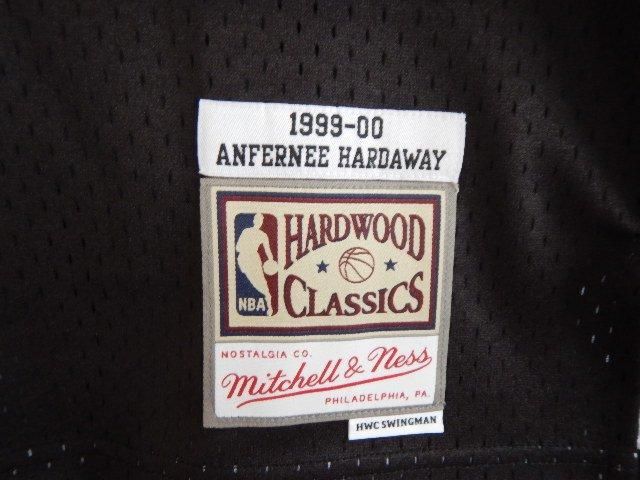 1999-00
ANFERNEE HARDAWAY
HARDWOOD
CLASSICS
NBA
NOSTALGIA CO.
Mitchell & Ness
PHILADELPHIA, PA.
HWC SWINGMAN